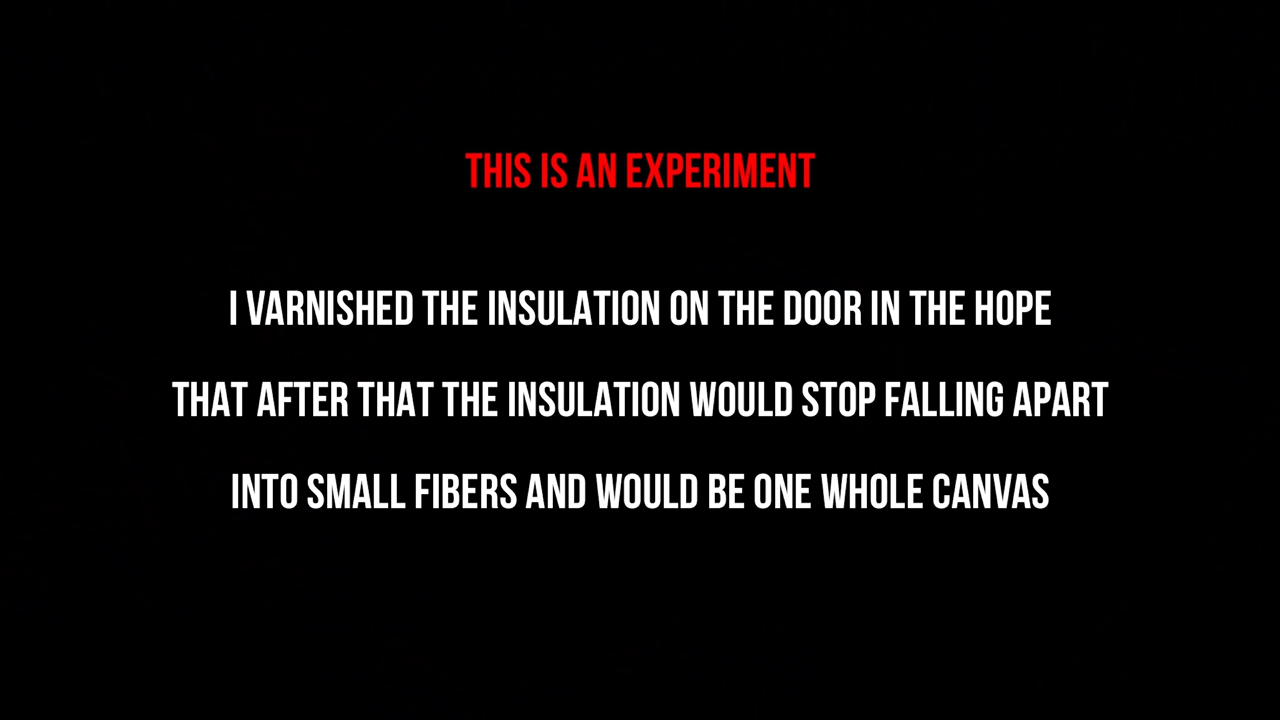 THIS IS AN EXPERIMENT
I VARNISHED THE INSULATION ON THE DOOR IN THE HOPE
THAT AFTER THAT THE INSULATION WOULD STOP FALLING APART
INTO SMALL FIBERS AND WOULD BE ONE WHOLE CANVAS